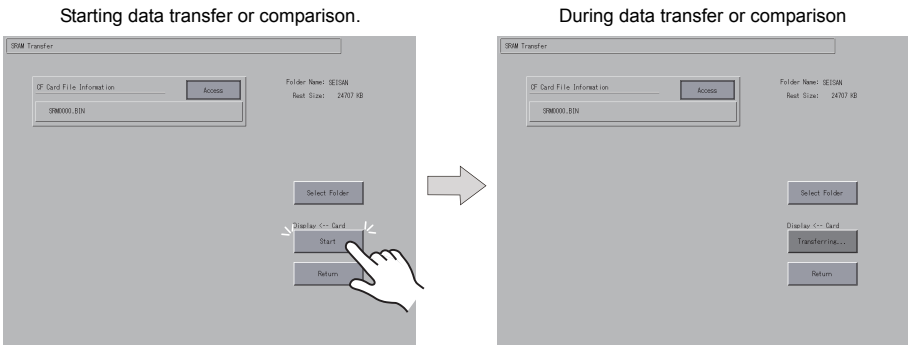 Starting data transfer or comparison.
SRAM Transfer
CF Card File Information
Access
SRM0000.BIN
Folder Name: SEISAN
Rest Size: 24707 KB
Select Folder
Display <-- Card
Start
Return
During data transfer or comparison
SRAM Transfer
CF Card File Information
Access
SRM0000.BIN
Folder Name: SEISAN
Rest Size: 24707 KB
Select Folder
Display <-- Card
Transferring...
Return